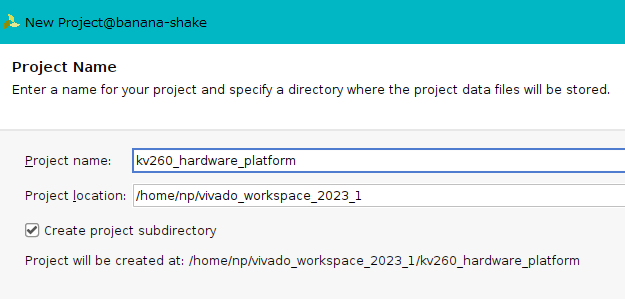 New Project@banana-shake
Project Name
Enter a name for your project and specify a directory where the project data files will be stored.
Project name: kv260_hardware_platform
Project location: /home/np/vivado_workspace_2023_1
Create project subdirectory
Project will be created at: /home/np/vivado_workspace_2023_1/kv260_hardware_platform